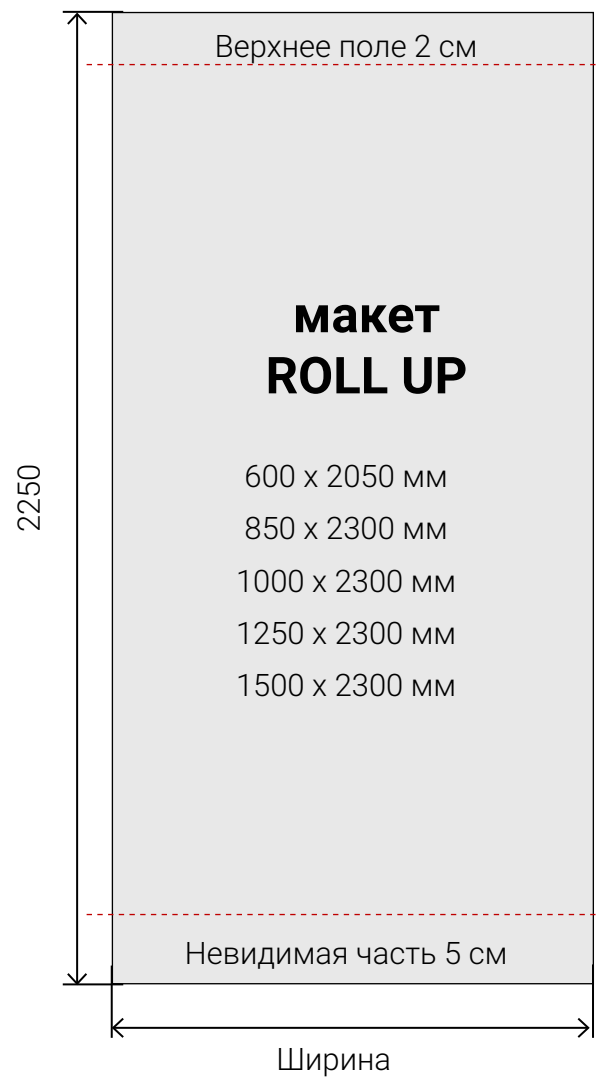 Верхнее поле 2 см
макет
ROLL UP
600 x 2050 мм
850 x 2300 мм
1000 x 2300 мм
1250 x 2300 мм
1500 x 2300 мм
2250
Невидимая часть 5 см
Ширина